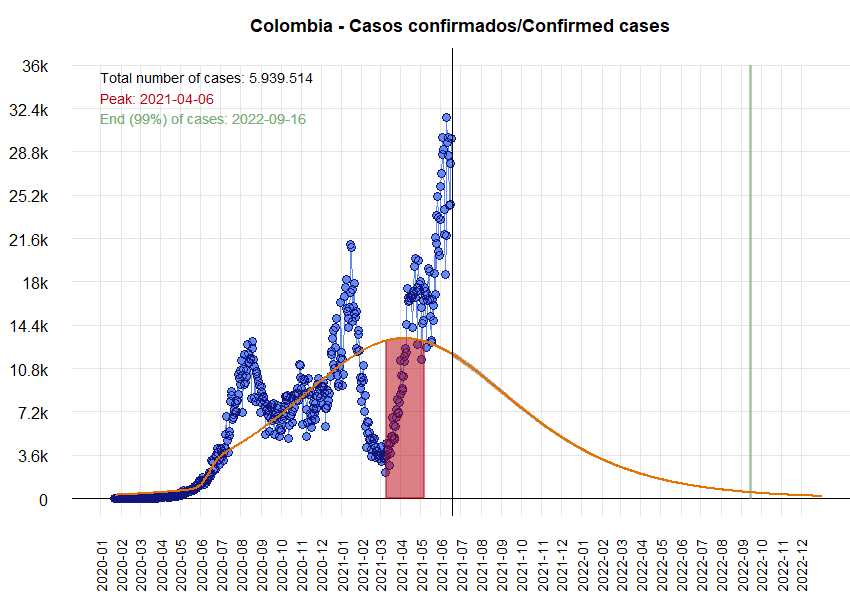 Colombia - Casos confirmados/Confirmed cases
36k
32.4k
28.8k
25.2k
21.6k
18k
14.4k
10.8k
7.2k
3.6k
0
Total number of cases: 5.939.514
Peak: 2021-04-06
End (99%) of cases: 2022-09-16
2020-01
2020-02
2020-03
2020-04
2020-05
2020-06
2020-07
2020-08
2020-09
2020-10
2020-11
2020-12
2021-01
2021-02
2021-03
2021-04
2021-05
2021-06
2021-07
2021-08
2021-09
2021-10
2021-11
2021-12
2022-01
2022-02
2022-03
2022-04
2022-05
2022-06
2022-07
2022-08
2022-09
2022-10
2022-11
2022-12